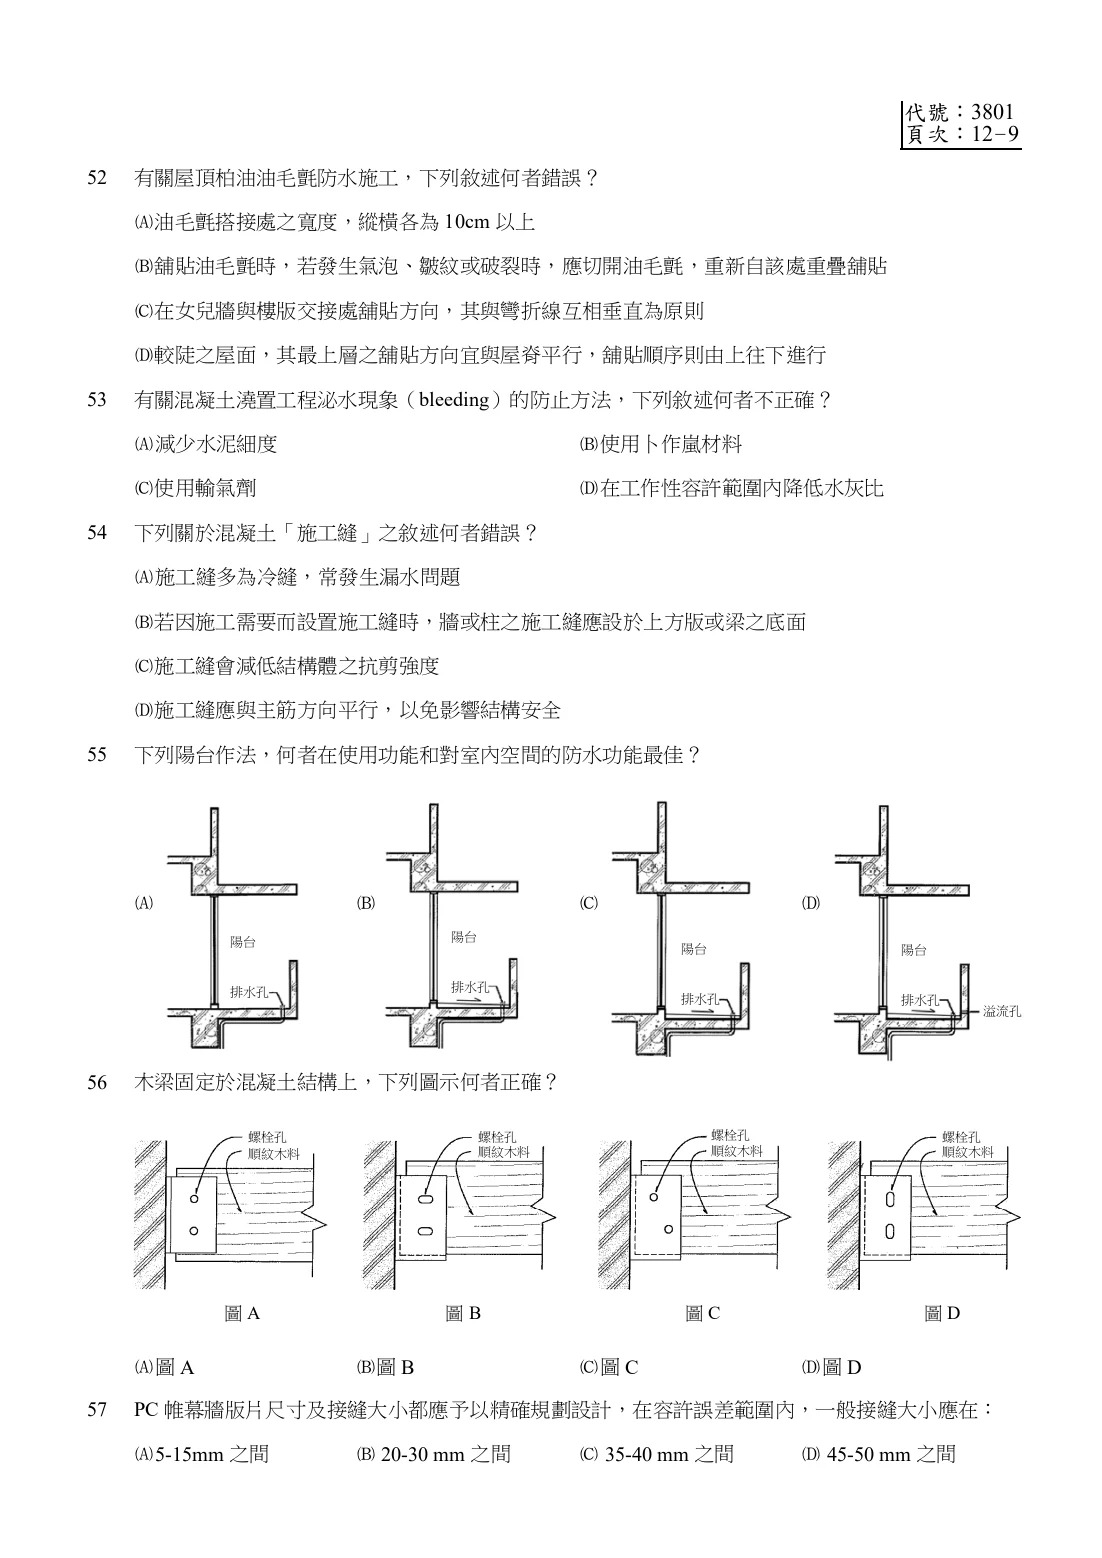 代號：3801
頁次：12－9
52 有關屋頂柏油油毛氈防水施工，下列敘述何者錯誤？
(A)油毛氈搭接處之寬度，縱橫各為 10cm 以上
(B)舖貼油毛氈時，若發生氣泡、皺紋或破裂時，應切開油毛氈，重新自該處重疊舖貼
(C)在女兒牆與樓版交接處舖貼方向，其與彎折線互相垂直為原則
(D)較陡之屋面，其最上層之舖貼方向宜與屋脊平行，舖貼順序則由上往下進行
53 有關混凝土澆置工程泌水現象（bleeding）的防止方法，下列敘述何者不正確？
(A)減少水泥細度 (B)使用卜作嵐材料
(C)使用輸氣劑 (D)在工作性容許範圍內降低水灰比
54 下列關於混凝土「施工縫」之敘述何者錯誤？
(A)施工縫多為冷縫，常發生漏水問題
(B)若因施工需要而設置施工縫時，牆或柱之施工縫應設於上方版或梁之底面
(C)施工縫會減低結構體之抗剪強度
(D)施工縫應與主筋方向平行，以免影響結構安全
55 下列陽台作法，何者在使用功能和對室內空間的防水功能最佳？
(A) (B) (C) (D)
陽台 陽台 陽台 陽台
排水孔 排水孔 排水孔 排水孔 溢流孔
56 木梁固定於混凝土結構上，下列圖示何者正確？
螺栓孔 螺栓孔 螺栓孔 螺栓孔
順紋木料 順紋木料 順紋木料 順紋木料
圖 A 圖 B 圖 C 圖 D
(A)圖 A (B)圖 B (C)圖 C (D)圖 D
57 PC 帷幕牆版片尺寸及接縫大小都應予以精確規劃設計，在容許誤差範圍內，一般接縫大小應在：
(A)5-15mm 之間 (B) 20-30 mm 之間 (C) 35-40 mm 之間 (D) 45-50 mm 之間